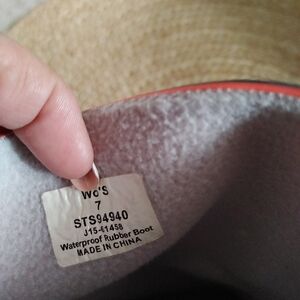 Wo'S
7
STS94940
J15-61458
Waterproof Rubber Boot
MADE IN CHINA